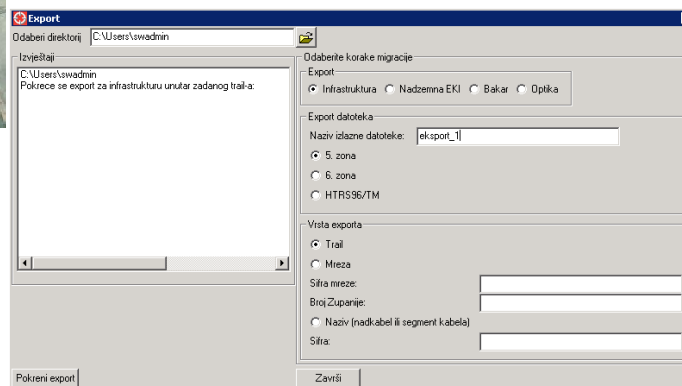 Export
Odaberi direktorij C:\Users\swadmin
Izvještaji
C:\Users\swadmin
Pokrece se export za infrastrukturu unutar zadanog trail-a:
Odaberite korake migracije
Export
Infrastruktura Nadzemna EKI Bakar Optika
Export datoteka
Naziv izlazne datoteke: eksport_1
5. zona
6. zona
HTRS96/TM
Vrsta exporta
Trail
Mreza
Sifra mreze:
Broj Zupanije:
Naziv (nadkabel ili segment kabela)
Sifra:
Pokreni export
Završi